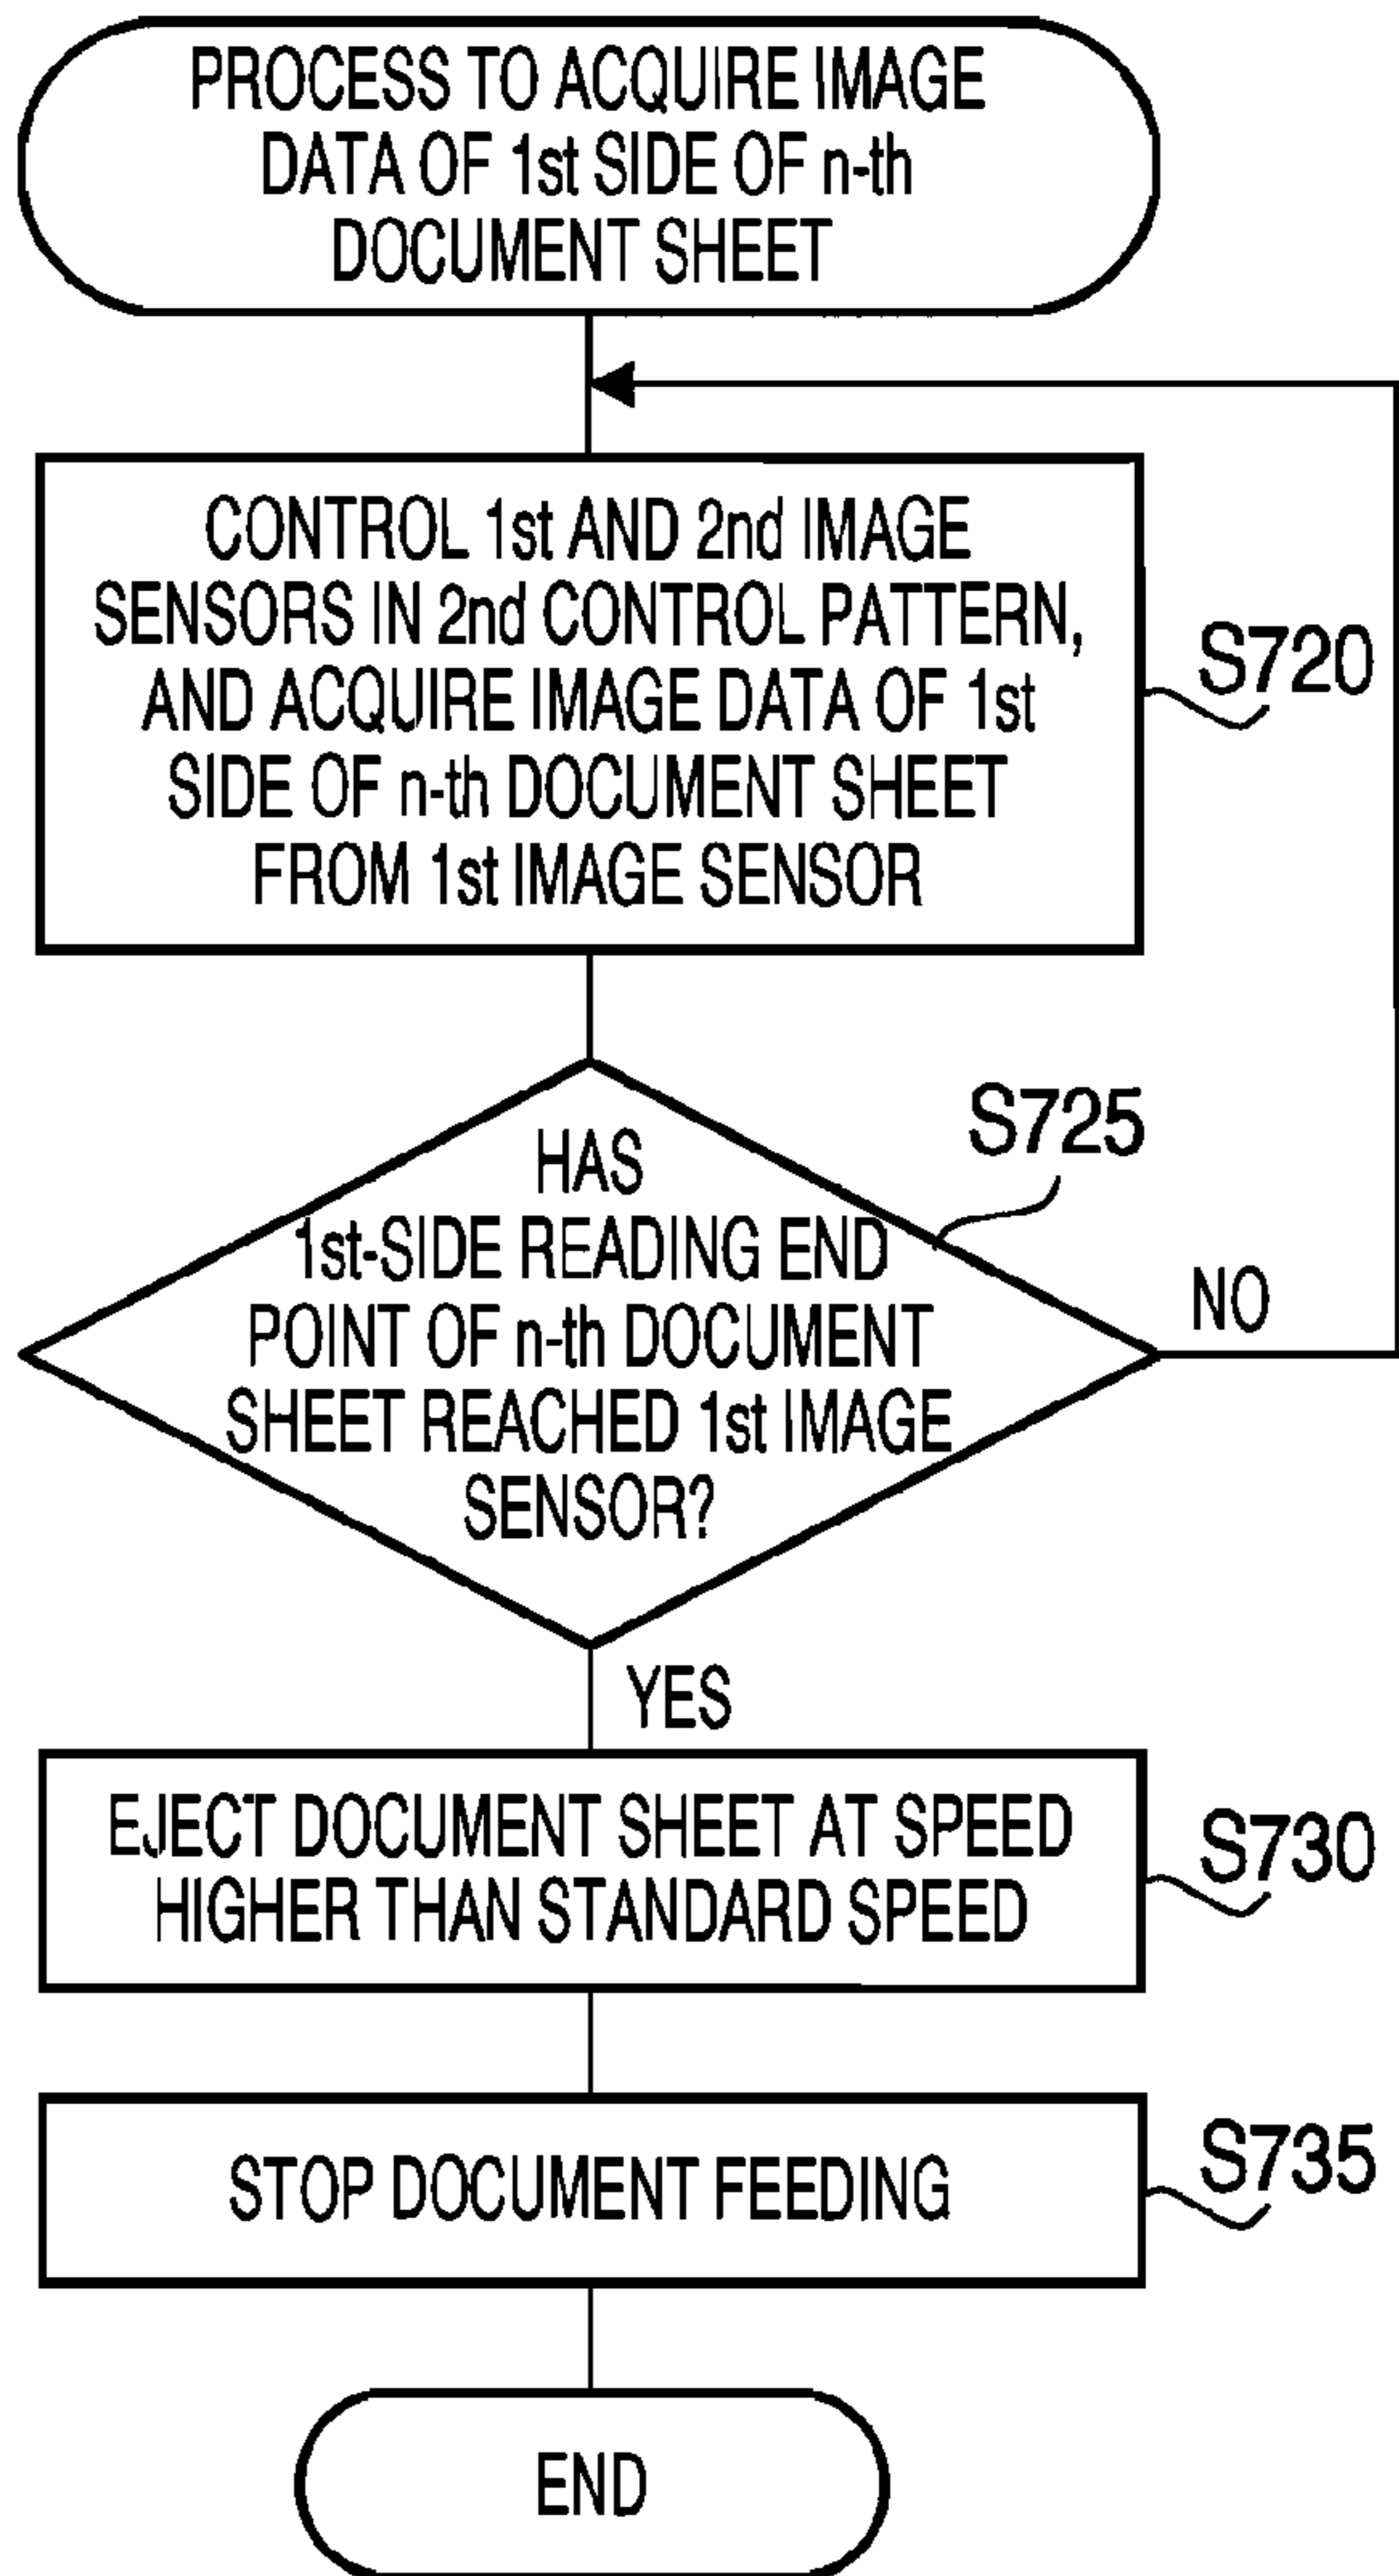 PROCESS TO ACQUIRE IMAGE
DATA OF 1st SIDE OF n-th
DOCUMENT SHEET
CONTROL 1st AND 2nd IMAGE
SENSORS IN 2nd CONTROL PATTERN,
AND ACQUIRE IMAGE DATA OF 1st
SIDE OF n-th DOCUMENT SHEET
FROM 1st IMAGE SENSOR
S720
HAS
1st-SIDE READING END
POINT OF n-th DOCUMENT
SHEET REACHED 1st IMAGE
SENSOR?
S725
NO
YES
EJECT DOCUMENT SHEET AT SPEED
HIGHER THAN STANDARD SPEED
S730
STOP DOCUMENT FEEDING
S735
END